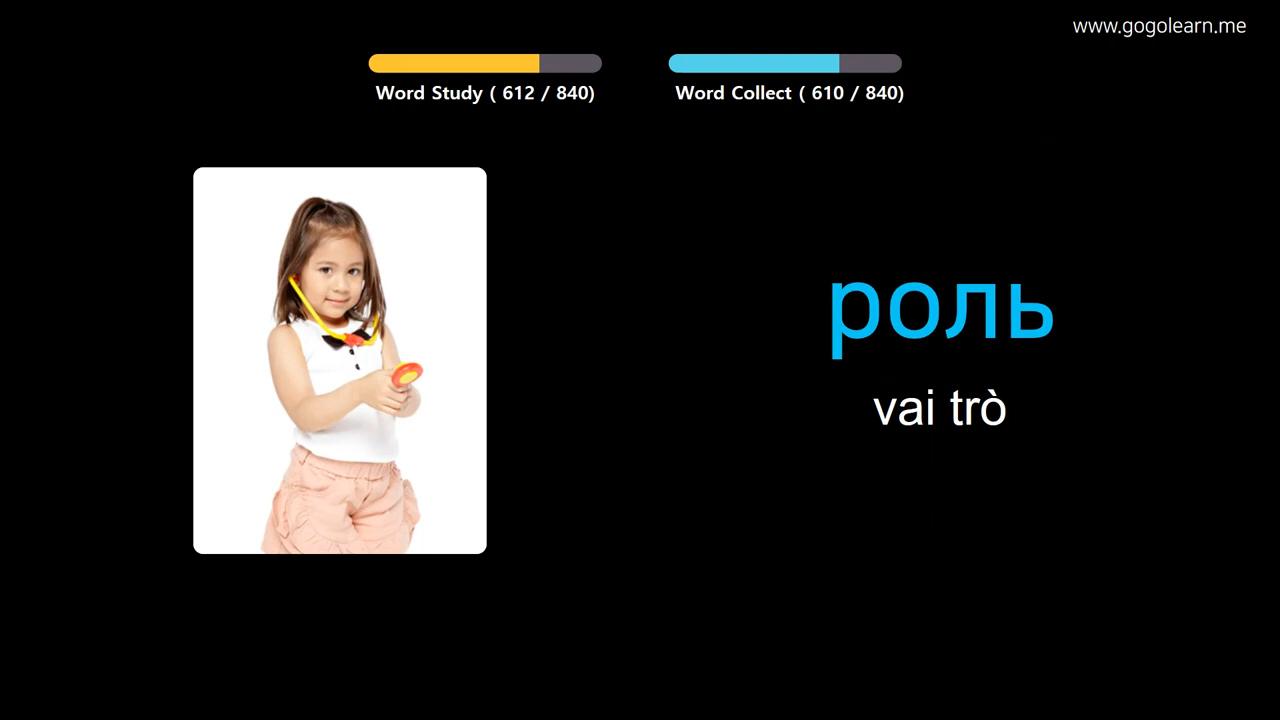 www.gogolearn.me
Word Study ( 612 / 840)
Word Collect ( 610 / 840)
роль
vai trò